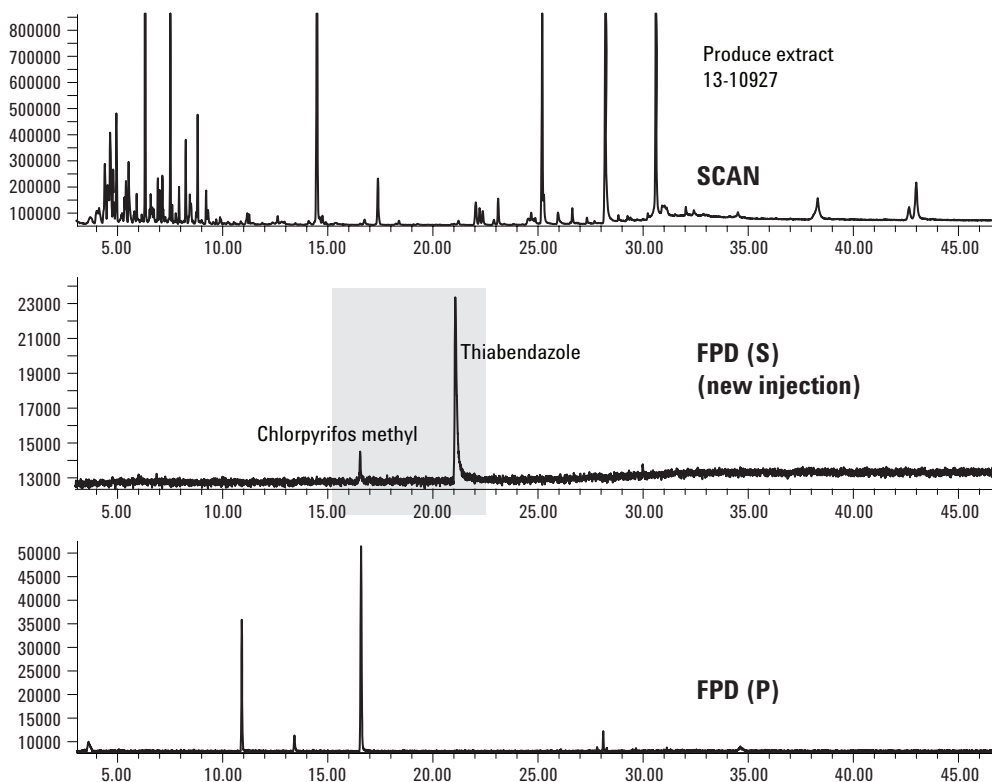 800000
700000
600000
500000
400000
300000
200000
100000
Produce extract
13-10927
SCAN
5.00 10.00 15.00 20.00 25.00 30.00 35.00 40.00 45.00
23000
21000
19000
17000
15000
13000
Thiabendazole
Chlorpyrifos methyl
FPD (S)
(new injection)
5.00 10.00 15.00 20.00 25.00 30.00 35.00 40.00 45.00
50000
45000
40000
35000
30000
25000
20000
15000
10000
FPD (P)
5.00 10.00 15.00 20.00 25.00 30.00 35.00 40.00 45.00